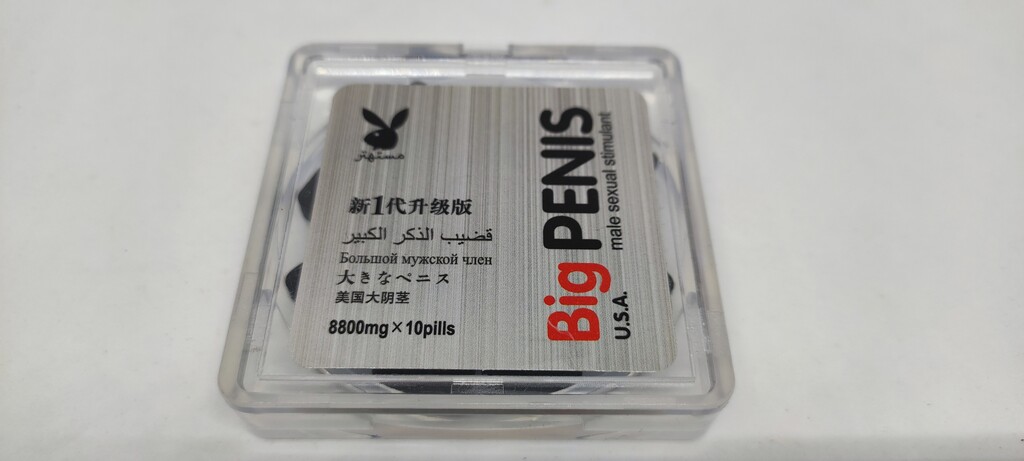 مستهتر
新1代升级版
قضيب الذكر الكبير
Большой мужской член
大きなペニス
美国大阴茎
8800mg×10pills
Big PENIS
male sexual stimulant
U.S.A.